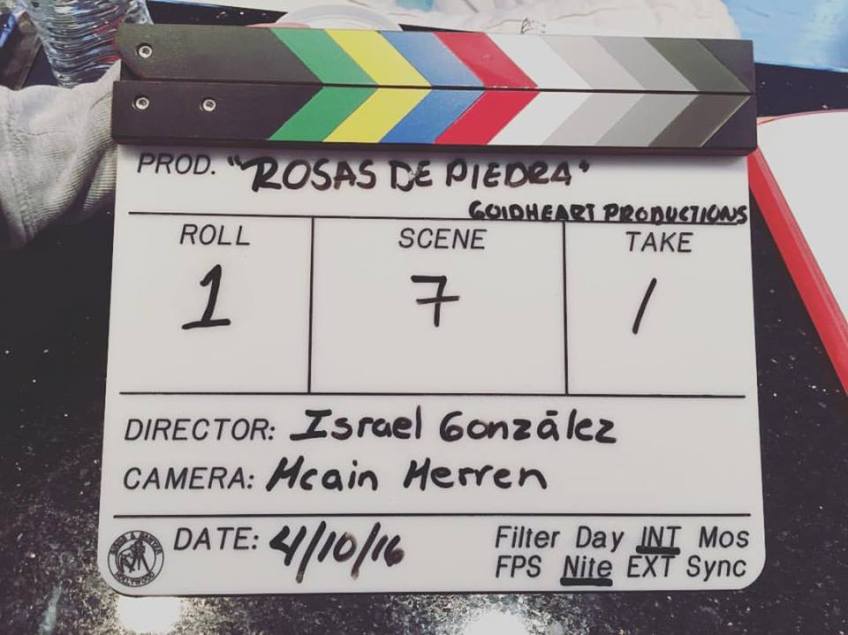 PROD. "ROSAS DE PIEDRA"
GOLDHEART PRODUCTIONS
ROLL SCENE TAKE
1 7 1
DIRECTOR: Israel González
CAMERA: Mcain Herren
DATE: 4/10/16
Filter Day INT Mos
FPS Nite EXT Sync